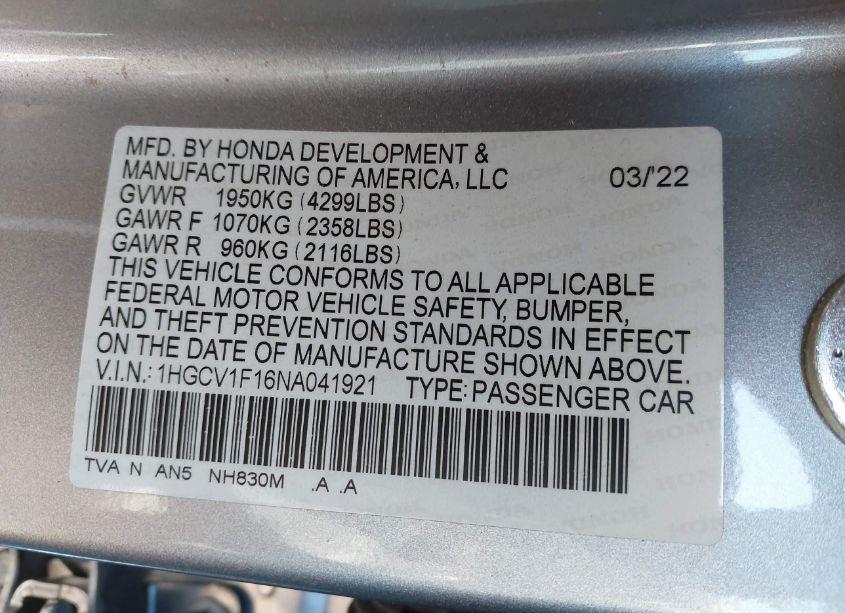 MFD. BY HONDA DEVELOPMENT &
MANUFACTURING OF AMERICA, LLC 03/'22
GVWR 1950KG (4299LBS)
GAWR F 1070KG (2358LBS)
GAWR R 960KG (2116LBS)
THIS VEHICLE CONFORMS TO ALL APPLICABLE
FEDERAL MOTOR VEHICLE SAFETY, BUMPER,
AND THEFT PREVENTION STANDARDS IN EFFECT
ON THE DATE OF MANUFACTURE SHOWN ABOVE.
V.I.N.: 1HGCV1F16NA041921 TYPE: PASSENGER CAR
TVA N AN5 NH830M .A .A